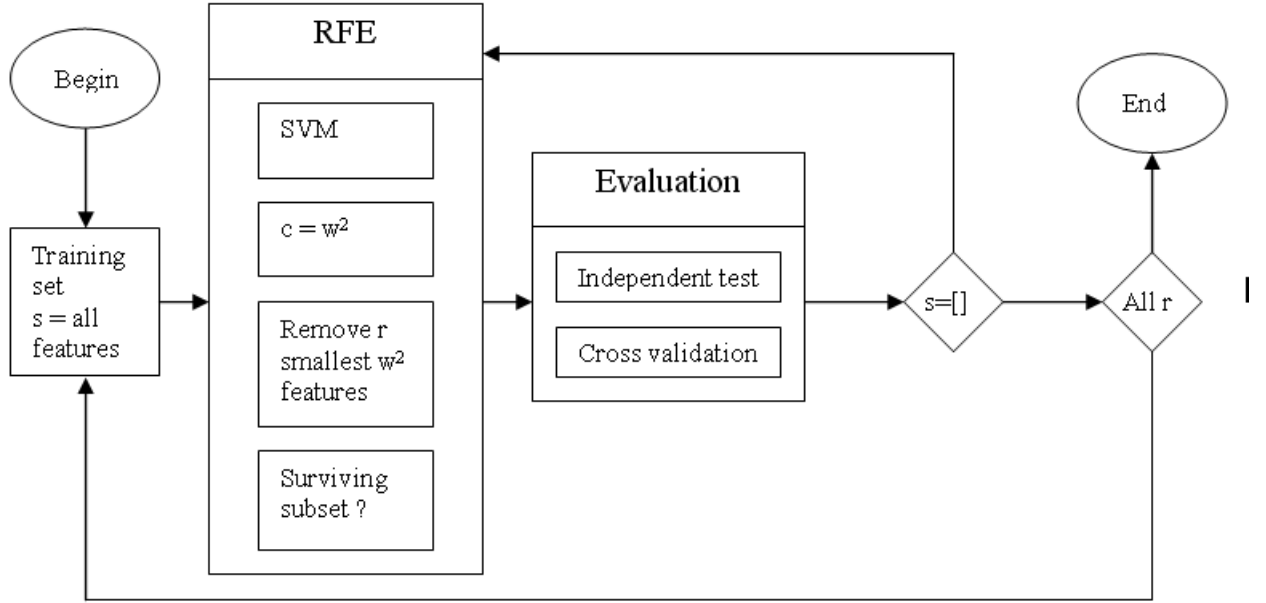 Begin
Training
set
s = all
features
RFE
SVM
c = w²
Remove r
smallest w²
features
Surviving
subset ?
Evaluation
Independent test
Cross validation
s=[]
All r
End